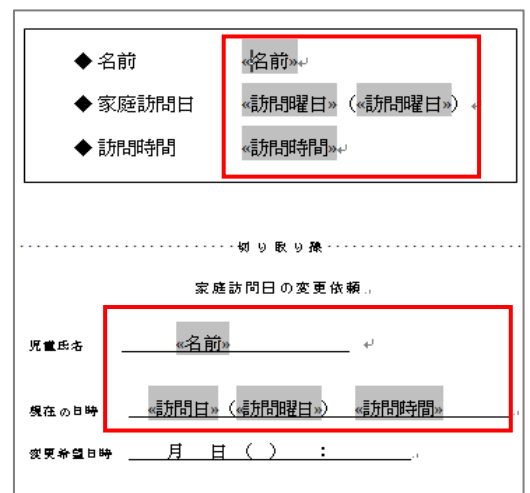 ◆ 名前 «名前»↵
◆ 家庭訪問日 «訪問曜日» («訪問曜日») ↵
◆ 訪問時間 «訪問時間»↵
························切 り 取 り 線······················
家庭訪問日の変更依頼
児童氏名 «名前» ↵
現在の日時 «訪問日» («訪問曜日») «訪問時間»
変更希望日時 月 日 ( ) :